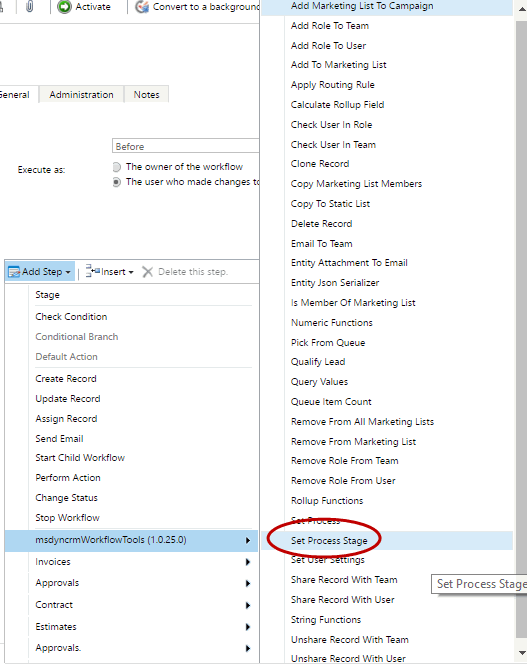 Activate
Convert to a background
General
Administration
Notes
Before
Execute as:
The owner of the workflow
The user who made changes to
Add Step
Insert
Delete this step.
Stage
Check Condition
Conditional Branch
Default Action
Create Record
Update Record
Assign Record
Send Email
Start Child Workflow
Perform Action
Change Status
Stop Workflow
msdyncrmWorkflowTools (1.0.25.0)
Invoices
Approvals
Contract
Estimates
Approvals.
Add Marketing List To Campaign
Add Role To Team
Add Role To User
Add To Marketing List
Apply Routing Rule
Calculate Rollup Field
Check User In Role
Check User In Team
Clone Record
Copy Marketing List Members
Copy To Static List
Delete Record
Email To Team
Entity Attachment To Email
Entity Json Serializer
Is Member Of Marketing List
Numeric Functions
Pick From Queue
Qualify Lead
Query Values
Queue Item Count
Remove From All Marketing Lists
Remove From Marketing List
Remove Role From Team
Remove Role From User
Rollup Functions
Set Process
Set Process Stage
Set User Settings
Set Process Stage
Share Record With Team
Share Record With User
String Functions
Unshare Record With Team
Unshare Record With User